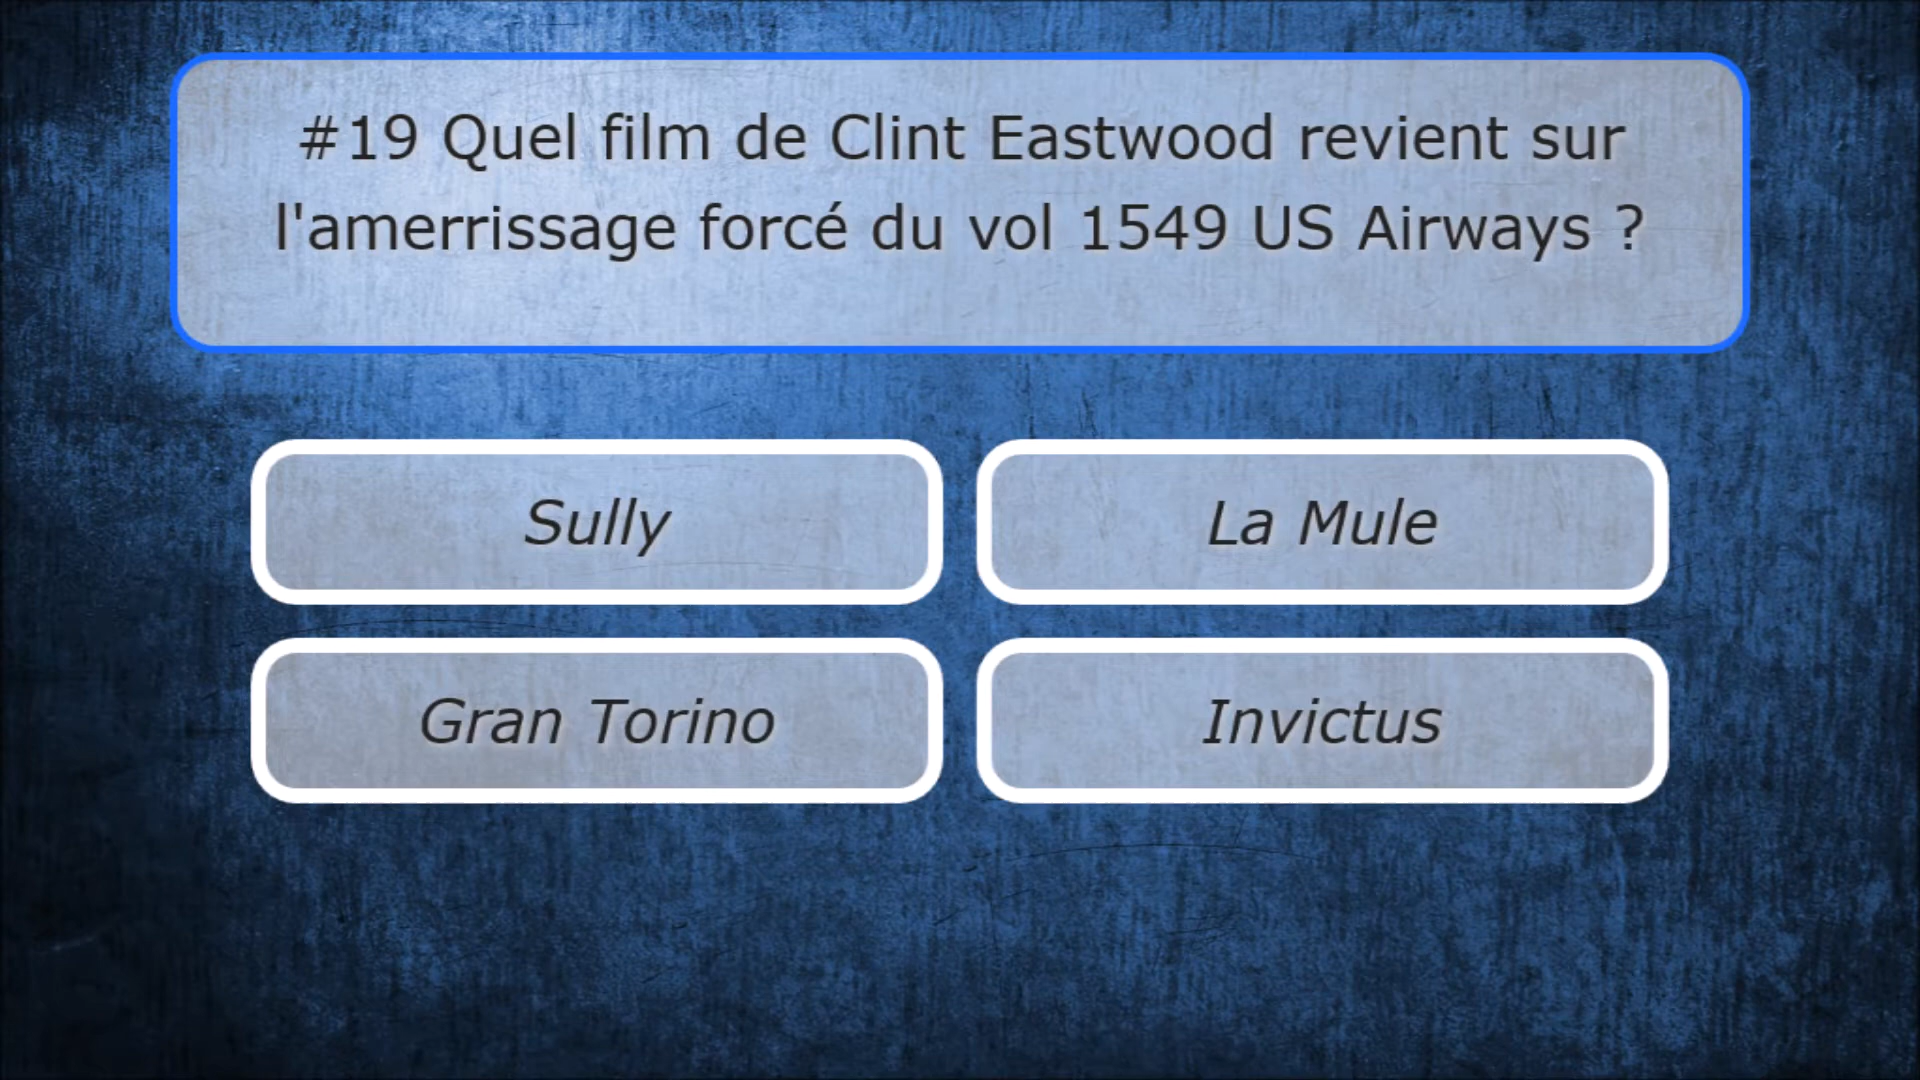 #19 Quel film de Clint Eastwood revient sur
l'amerrissage forcé du vol 1549 US Airways ?
Sully
La Mule
Gran Torino
Invictus